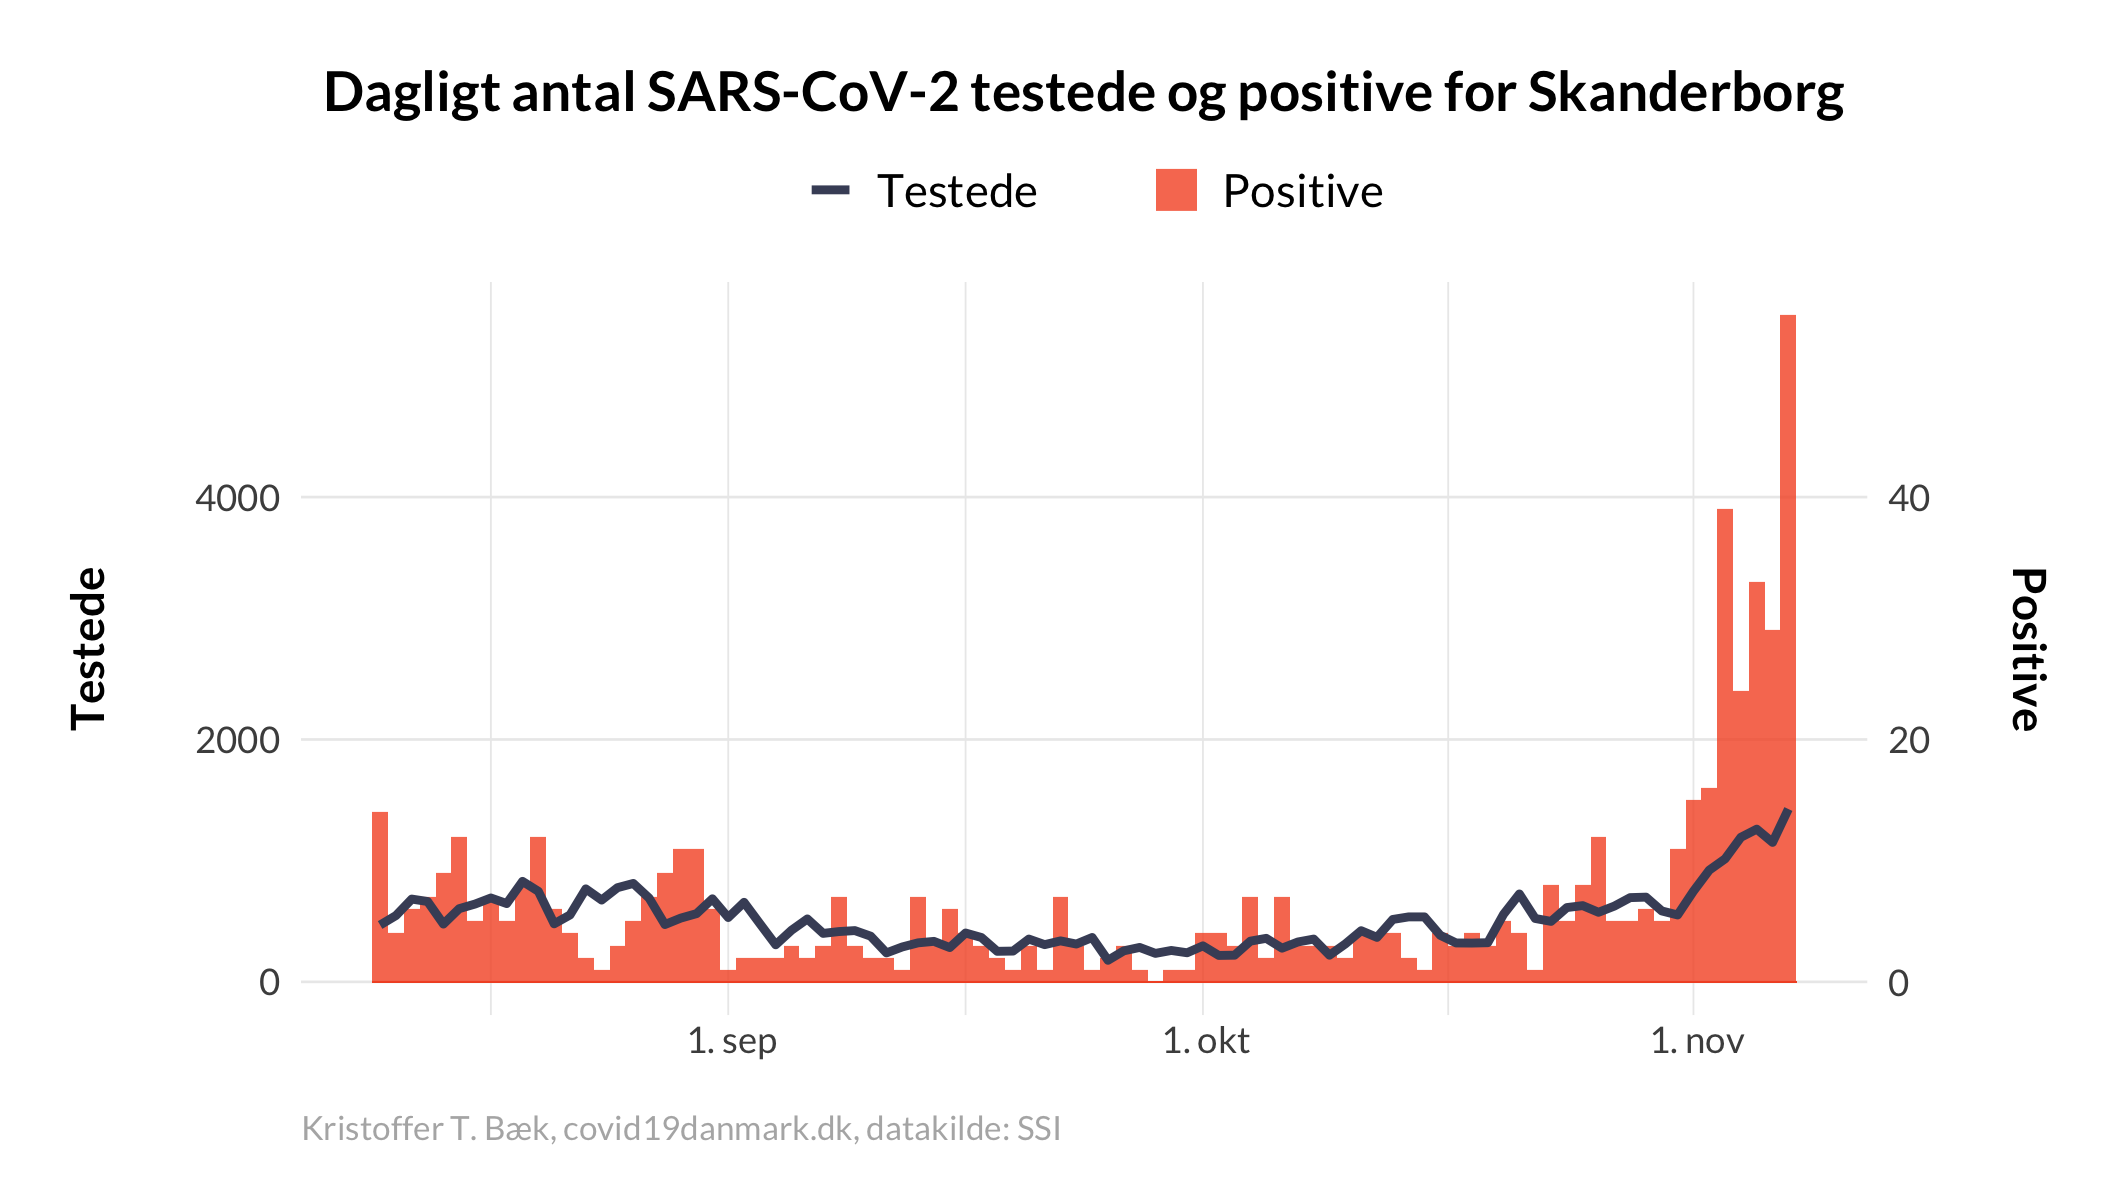 Dagligt antal SARS-CoV-2 testede og positive for Skanderborg
Testede
Positive
4000
2000
0
Testede
40
20
0
Positive
1. sep
1. okt
1. nov
Kristoffer T. Bæk, covid19danmark.dk, datakilde: SSI